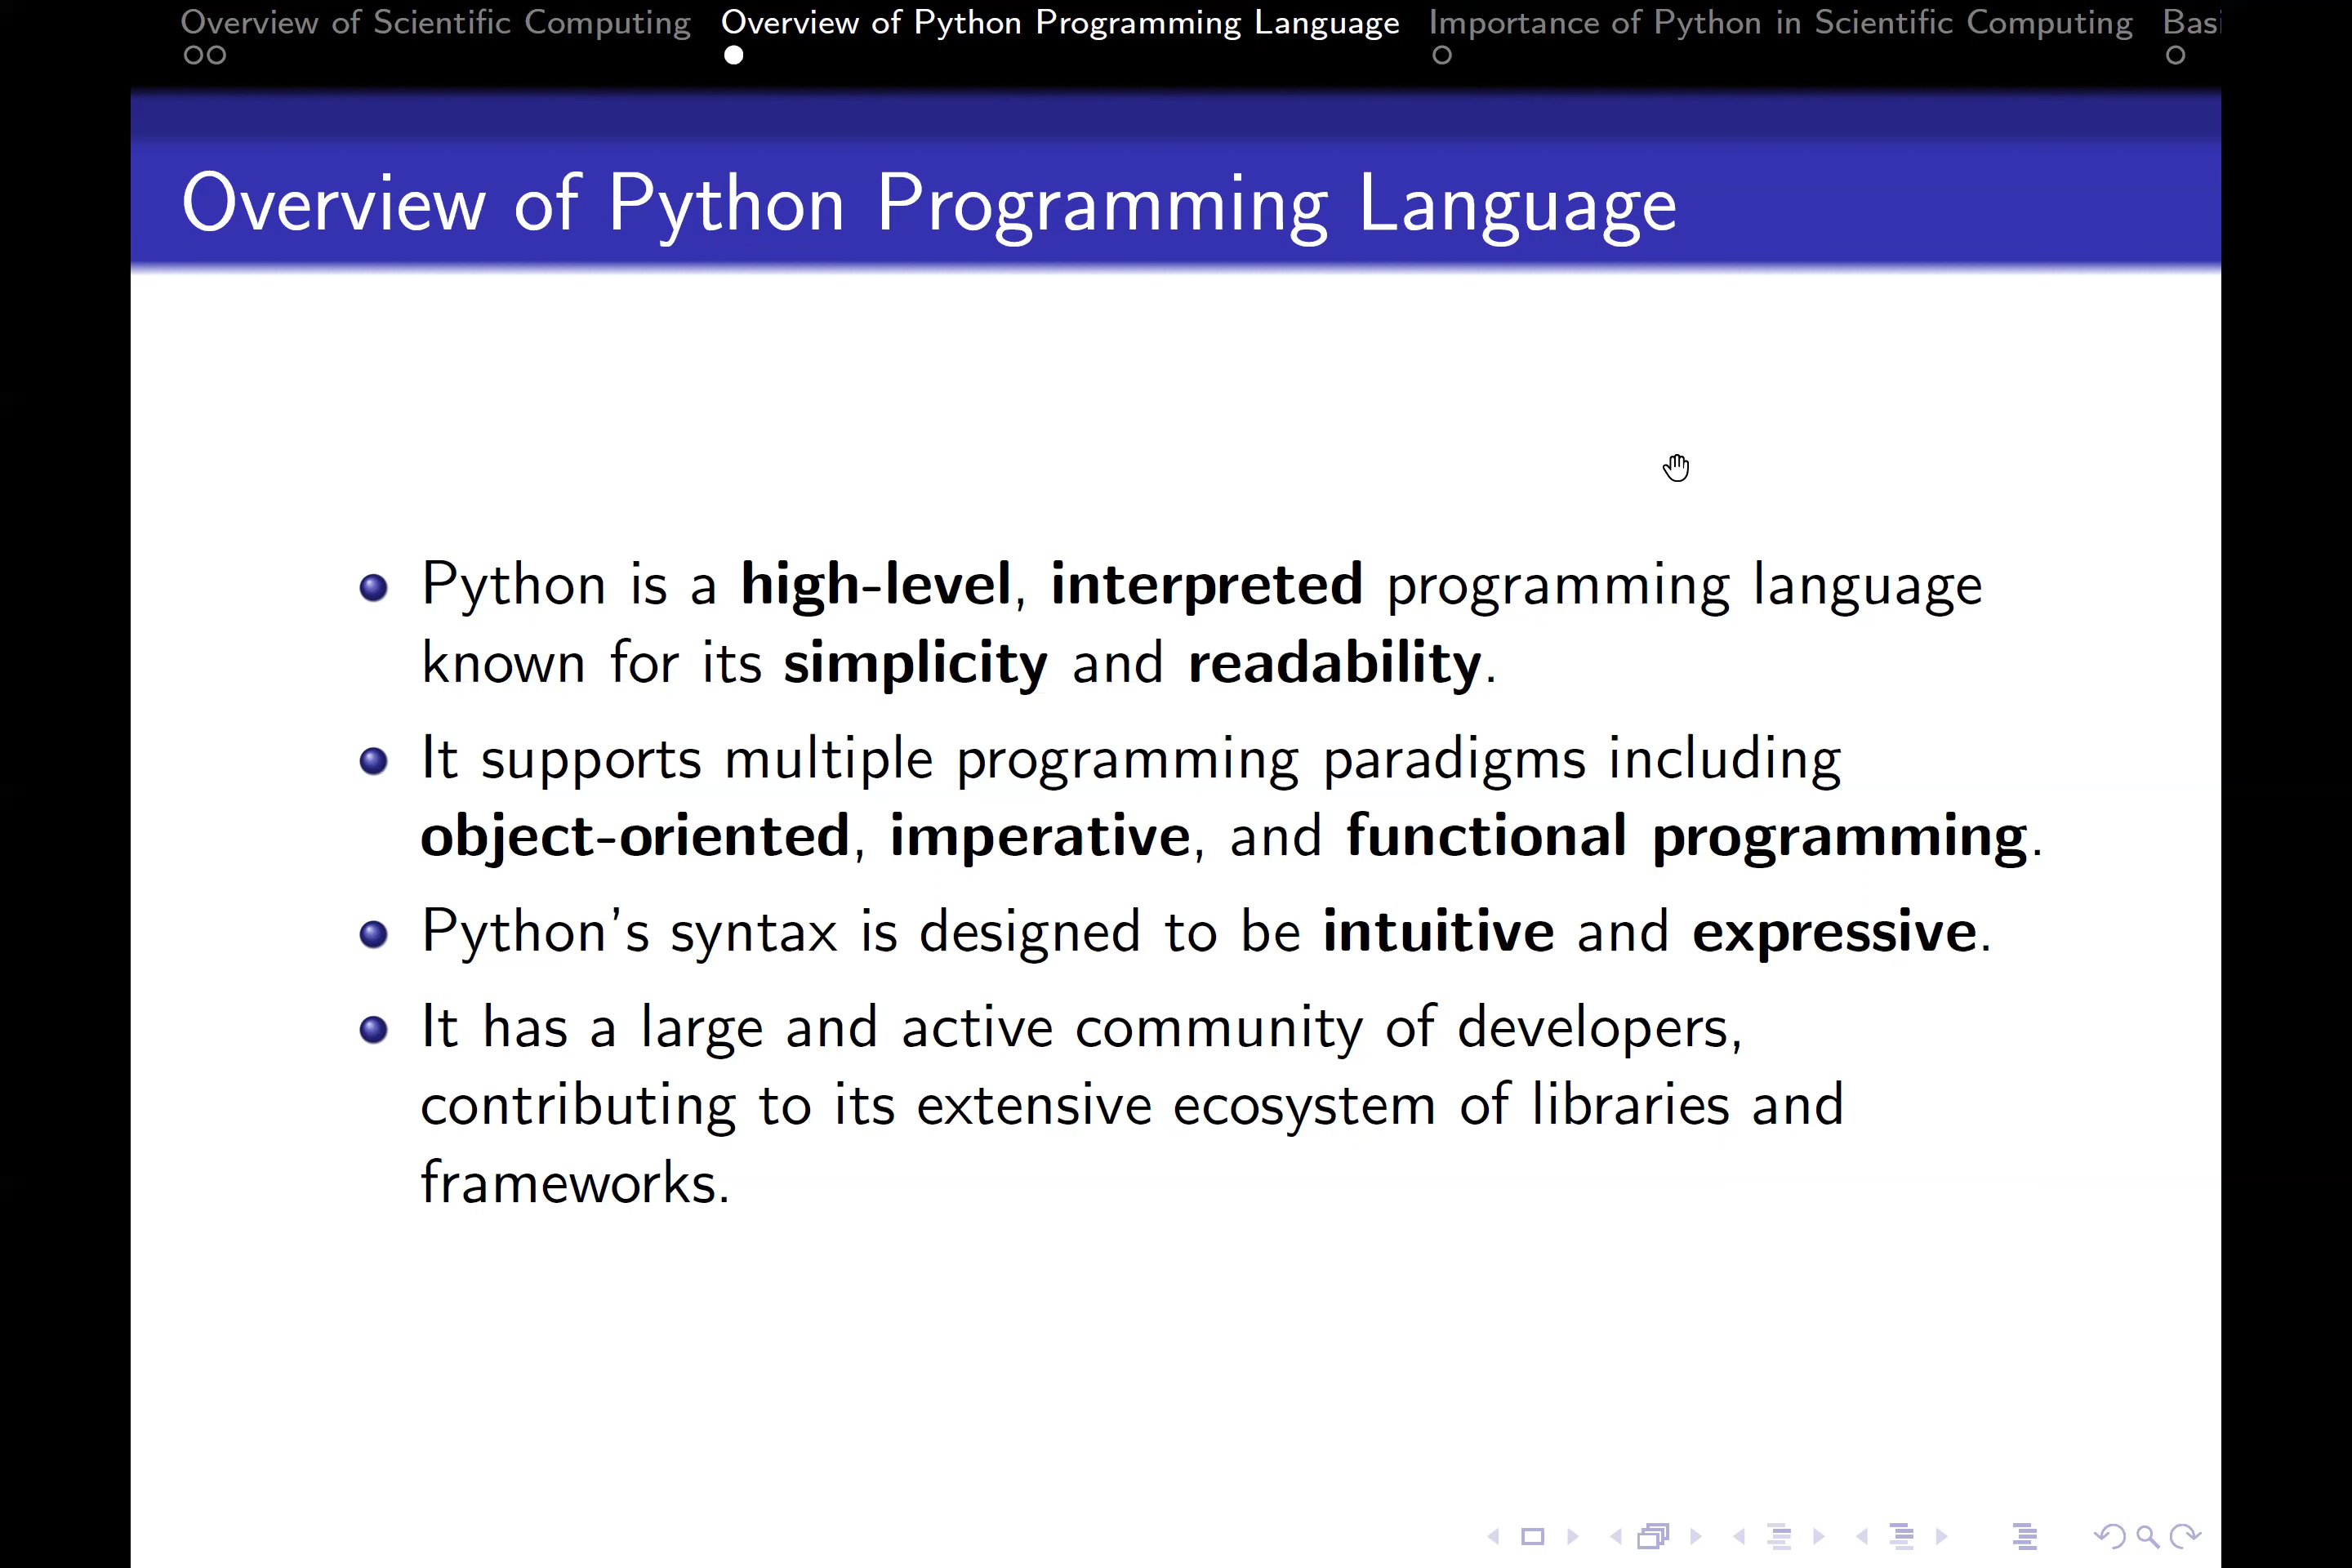 Overview of Scientific Computing Overview of Python Programming Language Importance of Python in Scientific Computing Basi
Overview of Python Programming Language
Python is a high-level, interpreted programming language
known for its simplicity and readability.
It supports multiple programming paradigms including
object-oriented, imperative, and functional programming.
Python's syntax is designed to be intuitive and expressive.
It has a large and active community of developers,
contributing to its extensive ecosystem of libraries and
frameworks.